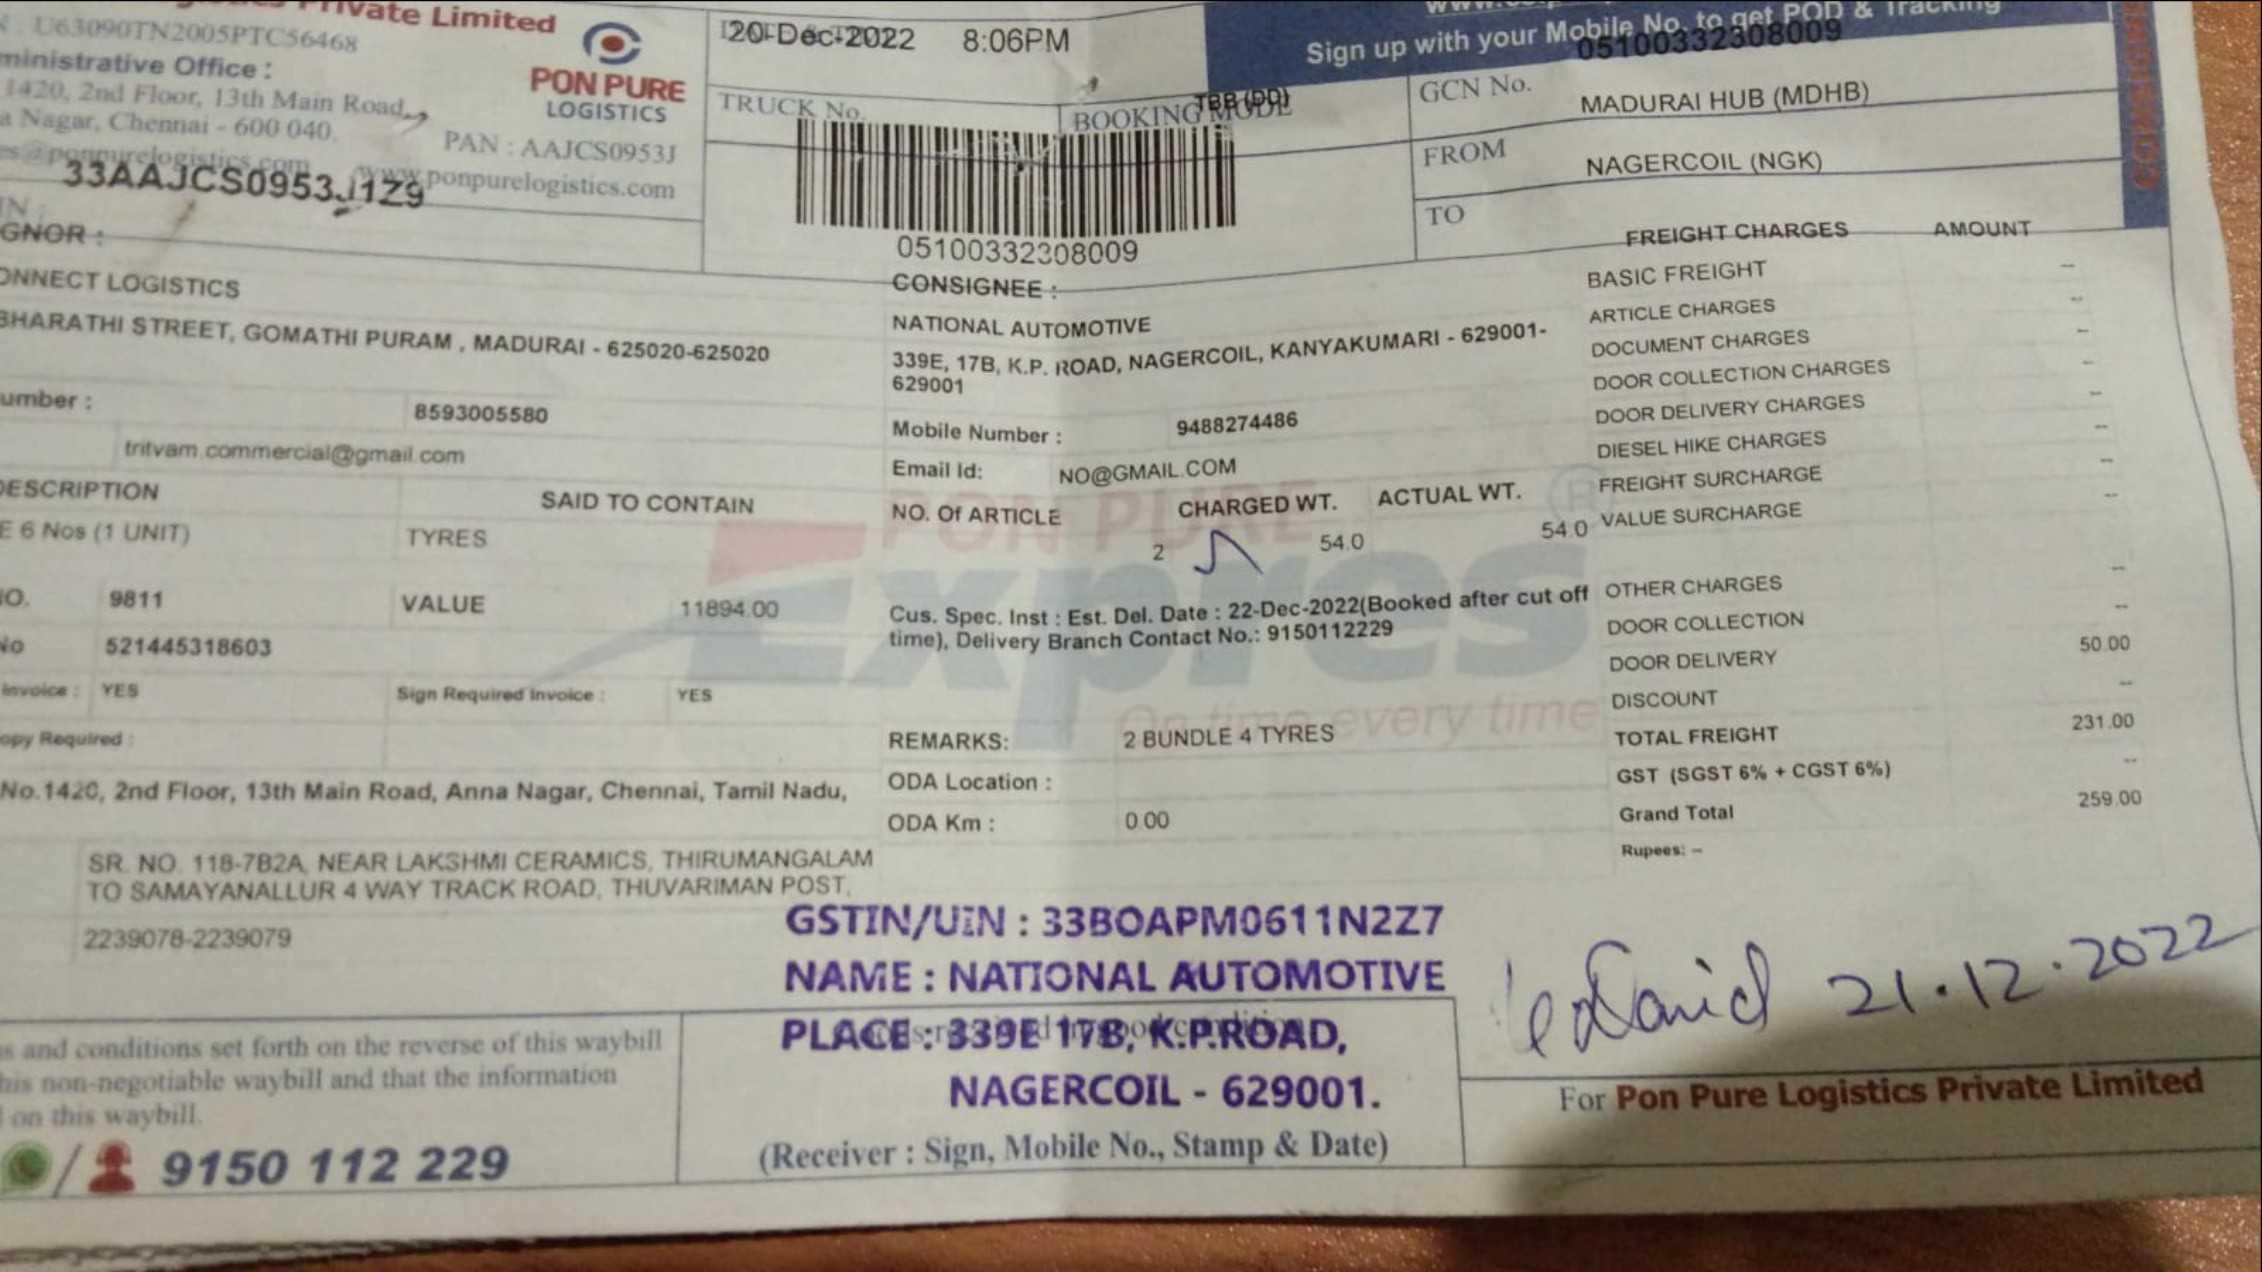 Private Limited
U63090TN2005PTC56468
ministrative Office :
1420, 2nd Floor, 13th Main Road,
a Nagar, Chennai - 600 040.
PAN : AAJCS0953J
es@ponpurelogistics.com www.ponpurelogistics.com
33AAJCS0953J1Z9
PON PURE
LOGISTICS
20-Dec-2022 8:06PM
TRUCK No.
BOOKING MODE
TBB (DD)
05100332308009
Sign up with your Mobile No. to get POD & Tracking
05100332308009
GCN No.
MADURAI HUB (MDHB)
FROM
NAGERCOIL (NGK)
TO
GNOR :
ONNECT LOGISTICS
BHARATHI STREET, GOMATHI PURAM , MADURAI - 625020-625020
umber : 8593005580
tritvam.commercial@gmail.com
CONSIGNEE :
NATIONAL AUTOMOTIVE
339E, 17B, K.P. ROAD, NAGERCOIL, KANYAKUMARI - 629001-
629001
Mobile Number : 9488274486
Email Id: NO@GMAIL.COM
DESCRIPTION SAID TO CONTAIN
E 6 Nos (1 UNIT) TYRES
NO. Of ARTICLE CHARGED WT. ACTUAL WT.
2 54.0 54.0
IO. 9811 VALUE 11894.00
No 521445318603
invoice : YES Sign Required Invoice : YES
opy Required :
Cus. Spec. Inst : Est. Del. Date : 22-Dec-2022(Booked after cut off
time), Delivery Branch Contact No.: 9150112229
PON PURE
Expres
On time every time
REMARKS: 2 BUNDLE 4 TYRES
ODA Location :
ODA Km : 0.00
No.1420, 2nd Floor, 13th Main Road, Anna Nagar, Chennai, Tamil Nadu,
SR. NO. 118-7B2A, NEAR LAKSHMI CERAMICS, THIRUMANGALAM
TO SAMAYANALLUR 4 WAY TRACK ROAD, THUVARIMAN POST,
2239078-2239079
FREIGHT CHARGES AMOUNT
BASIC FREIGHT --
ARTICLE CHARGES --
DOCUMENT CHARGES --
DOOR COLLECTION CHARGES --
DOOR DELIVERY CHARGES --
DIESEL HIKE CHARGES --
FREIGHT SURCHARGE --
VALUE SURCHARGE --
OTHER CHARGES --
DOOR COLLECTION --
DOOR DELIVERY 50.00
DISCOUNT --
TOTAL FREIGHT 231.00
GST (SGST 6% + CGST 6%) --
Grand Total 259.00
Rupees: --
GSTIN/UIN : 33BOAPM0611N2Z7
NAME : NATIONAL AUTOMOTIVE
PLACE : 339E 17B, K.P.ROAD,
NAGERCOIL - 629001.
(Receiver : Sign, Mobile No., Stamp & Date)
21.12.2022
For Pon Pure Logistics Private Limited
s and conditions set forth on the reverse of this waybill
his non-negotiable waybill and that the information
on this waybill.
/ 9150 112 229